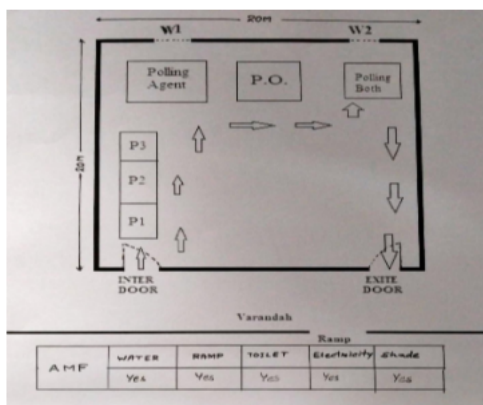 20M
W1
W2
Polling
Agent
P.O.
Polling
Both
20M
P3
P2
P1
INTER
DOOR
EXITE
DOOR
Varandah
Ramp
AMF
WATER
RAMP
TOILET
Electricity
Shade
Yes
Yes
Yes
Yes
Yes